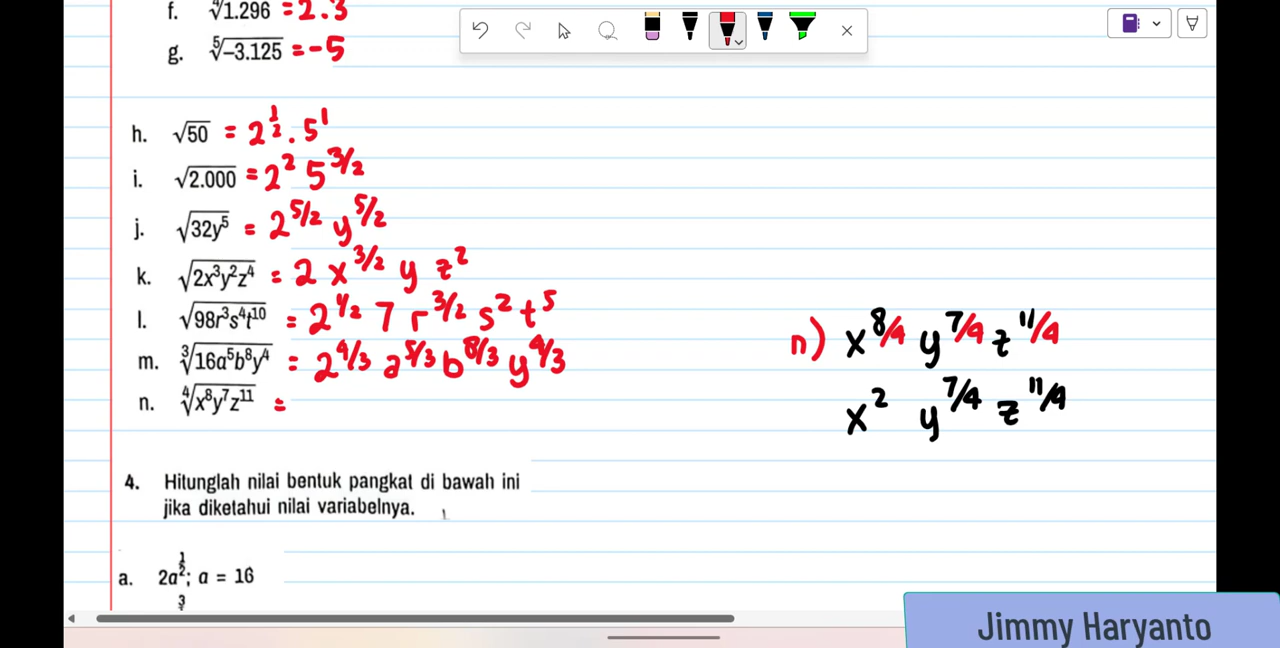 f. ∜1.296 = 2.3
g. ⁵√-3.125 = -5
h. √50 = 2^{1/2} . 5^1
i. √2.000 = 2^2 5^{3/2}
j. √32y^5 = 2^{5/2} y^{5/2}
k. √2x^3y^2z^4 = 2 x^{3/2} y z^2
l. √98r^3s^4t^{10} = 2^{1/2} 7 r^{3/2} s^2 t^5
m. ∛16a^5b^8y^4 = 2^{4/3} a^{5/3} b^{8/3} y^{4/3}
n. ∜x^8y^7z^{11} =
n) x^{8/4} y^{7/4} z^{11/4}
x^2 y^{7/4} z^{11/4}
4. Hitunglah nilai bentuk pangkat di bawah ini
jika diketahui nilai variabelnya.
a. 2a^{1/2}; a = 16
3
Jimmy Haryanto